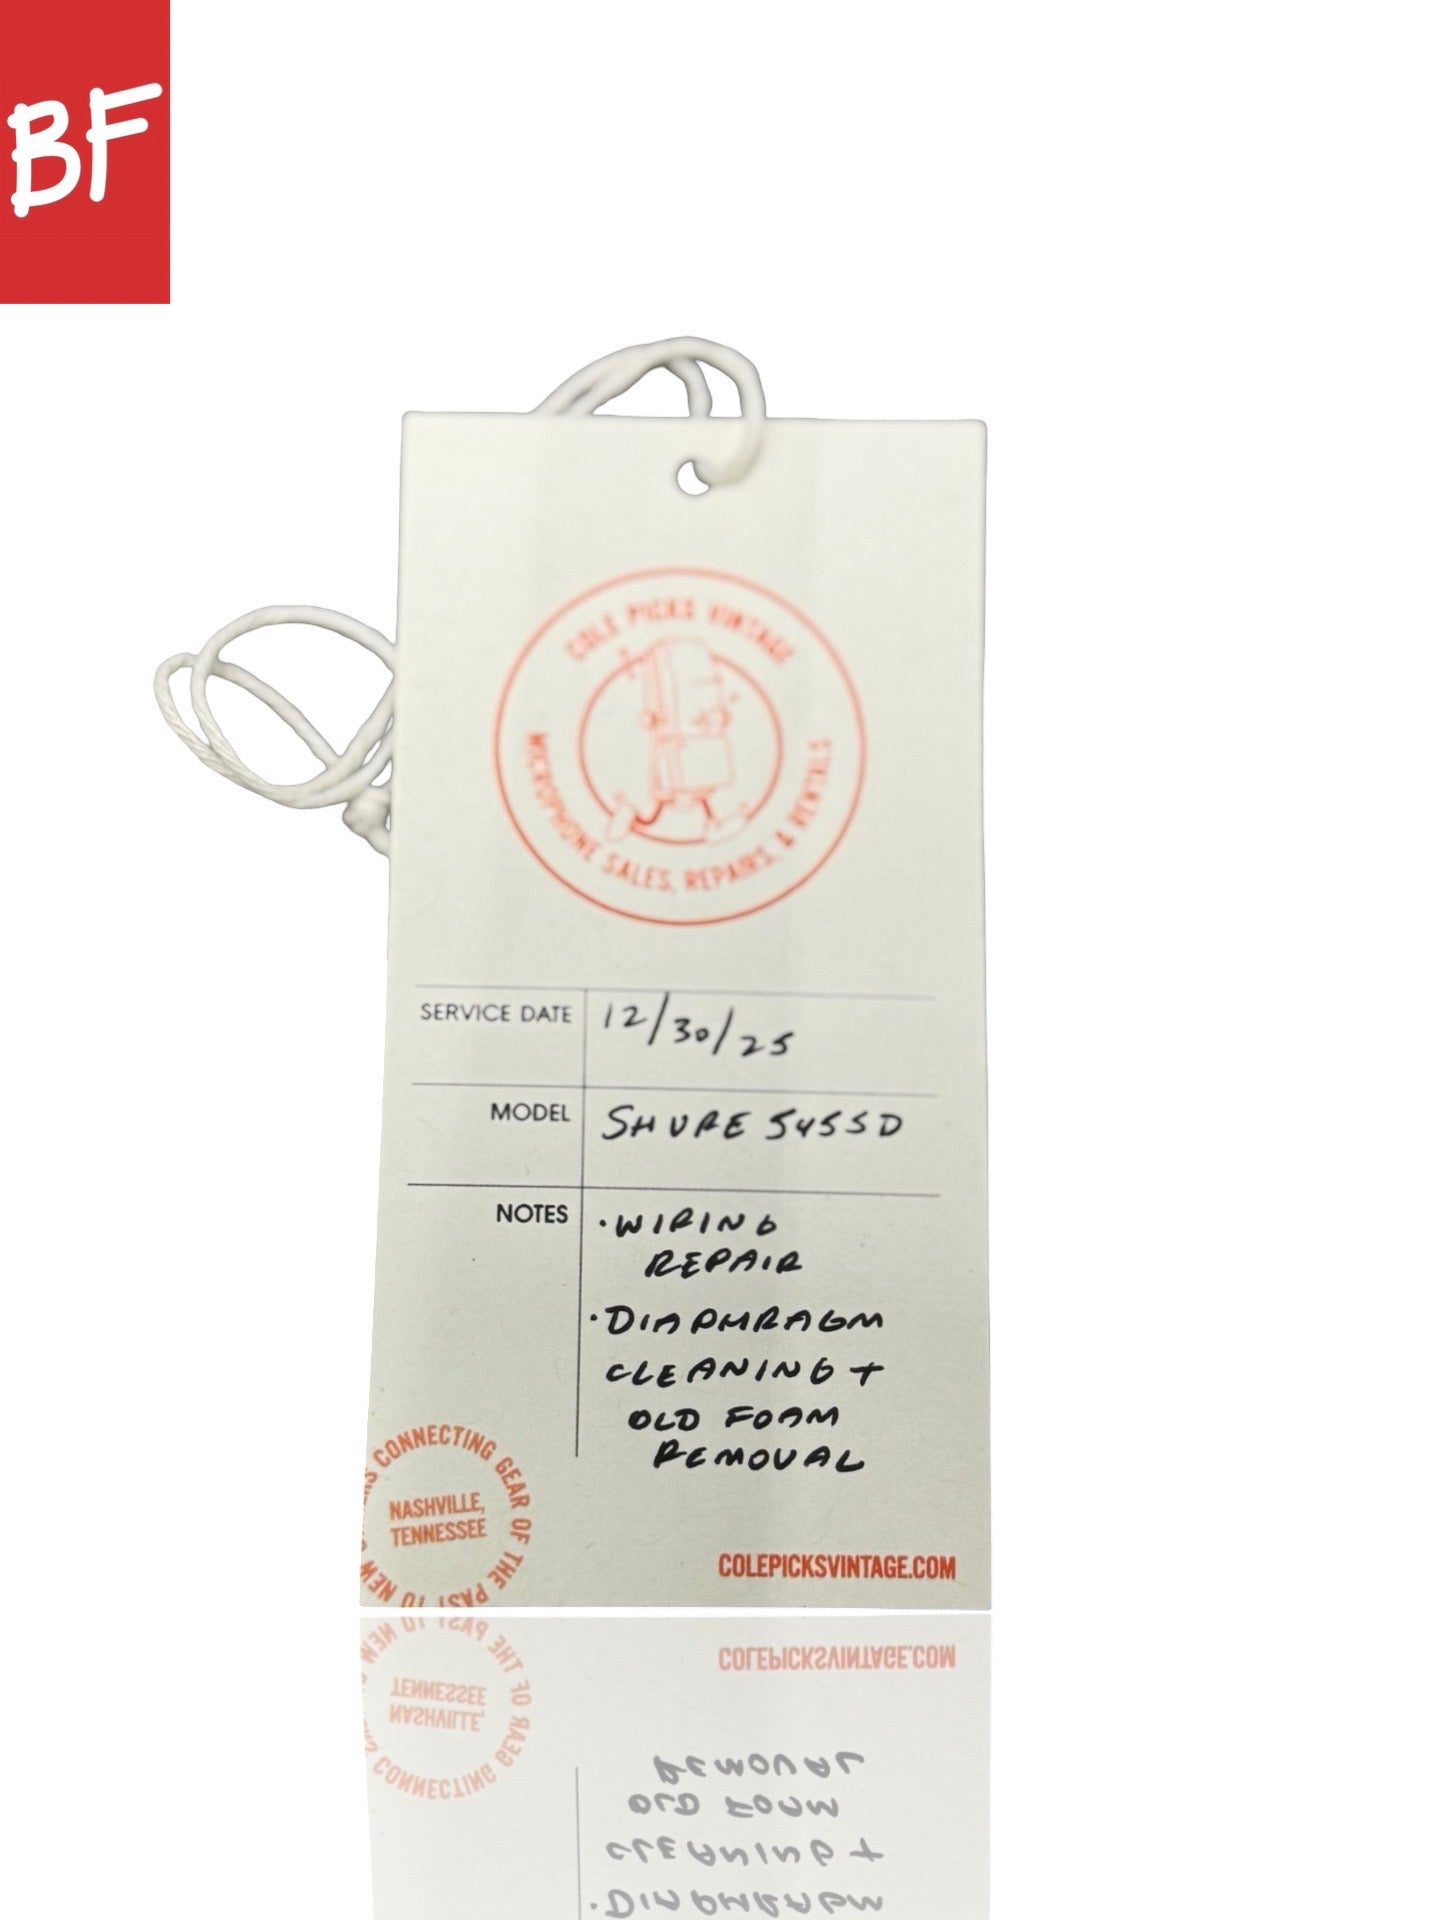 BF
COLE PICKS VINTAGE
MICROPHONE SALES, REPAIRS, & RENTALS
SERVICE DATE 12/30/25
MODEL SHURE 545SD
NOTES • WIRING
REPAIR
• DIAPHRAGM
CLEANING +
OLD FOAM
REMOVAL
CONNECTING GEAR OF THE PAST TO NEW
NASHVILLE,
TENNESSEE
COLEPICKSVINTAGE.COM